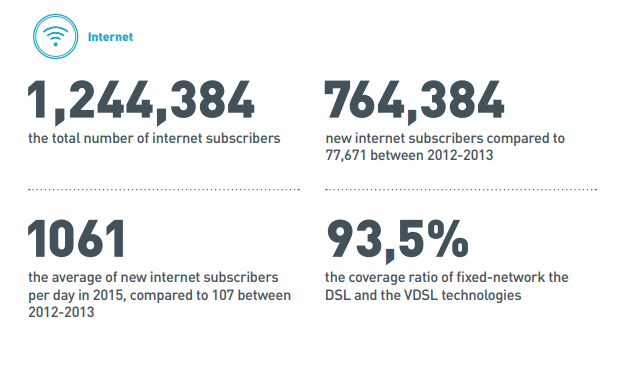 Internet
1,244,384
the total number of internet subscribers
764,384
new internet subscribers compared to
77,671 between 2012-2013
1061
the average of new internet subscribers
per day in 2015, compared to 107 between
2012-2013
93,5%
the coverage ratio of fixed-network the
DSL and the VDSL technologies